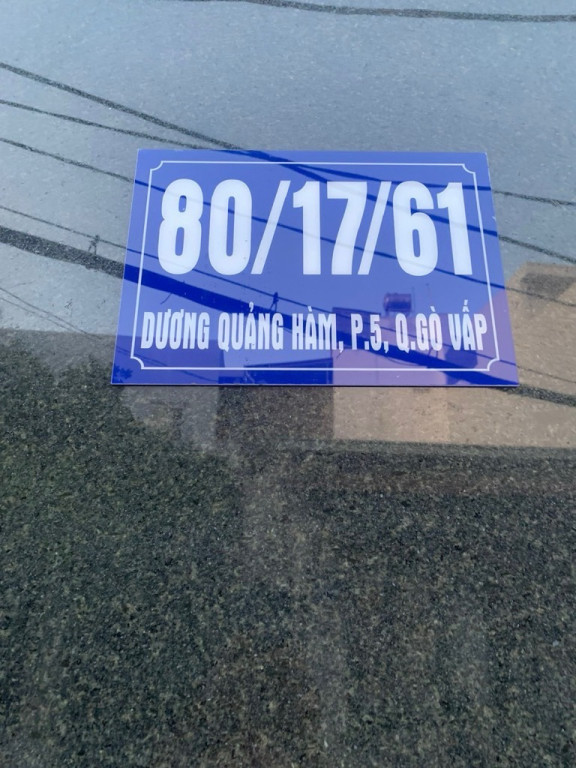 80/17/61
DƯƠNG QUẢNG HÀM, P.5, Q.GÒ VẤP